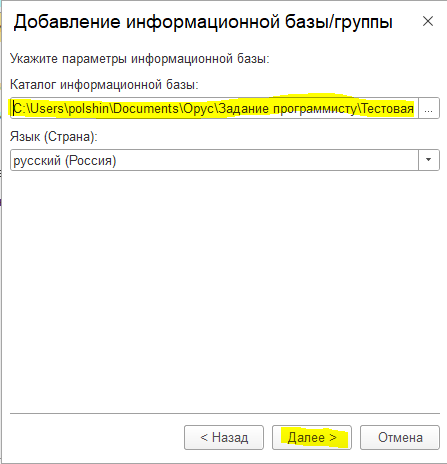 Добавление информационной базы/группы
Укажите параметры информационной базы:
Каталог информационной базы:
C:\Users\polshin\Documents\Орус\Задание программисту\Тестовая
...
Язык (Страна):
русский (Россия)
< Назад
Далее >
Отмена